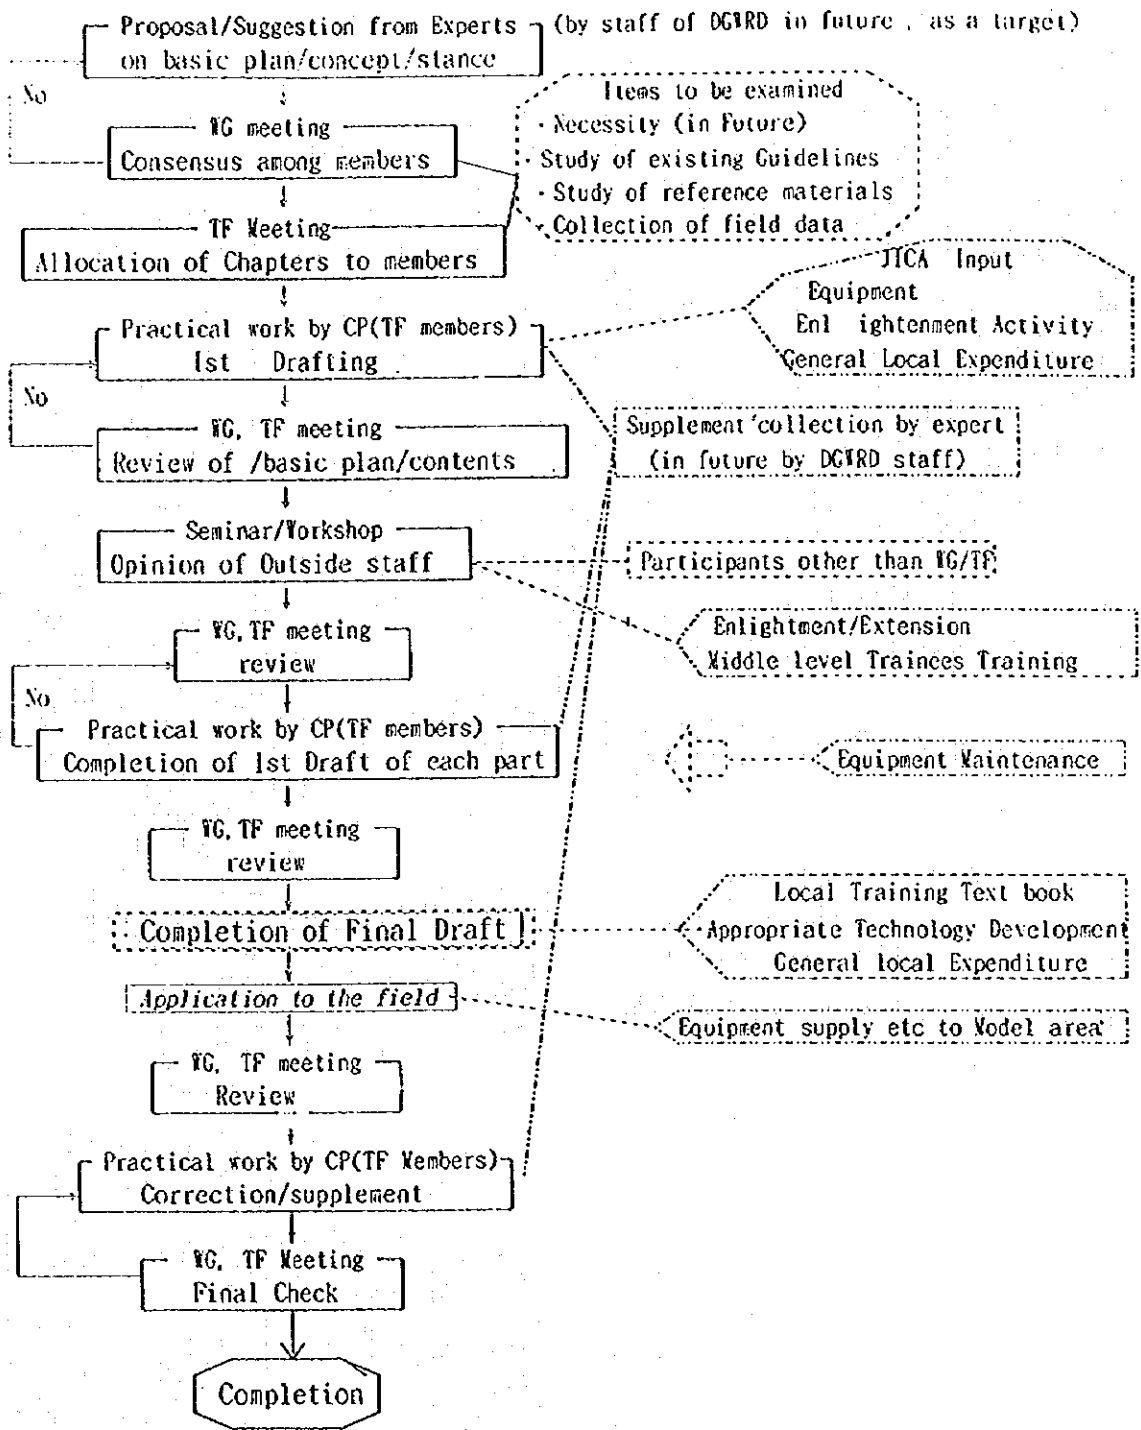 Proposal/Suggestion from Experts (by staff of DGWRD in future, as a target)
on basic plan/concept/stance
No
Items to be examined
· Necessity (in Future)
· Study of existing Guidelines
· Study of reference materials
· Collection of field data
WG meeting
Consensus among members
TF Meeting
Allocation of Chapters to members
JICA Input
Equipment
Enl ightenment Activity
General Local Expenditure
Practical work by CP(TF members)
1st Drafting
No
WG, TF meeting
Review of /basic plan/contents
Supplement collection by expert
(in future by DGWRD staff)
Seminar/Workshop
Opinion of Outside staff
Participants other than WG/TF
Enlightment/Extension
Middle level Trainees Training
WG,TF meeting
review
No
Practical work by CP(TF members)
Completion of 1st Draft of each part
Equipment Maintenance
WG,TF meeting
review
Completion of Final Draft
Local Training Text book
Appropriate Technology Development
General local Expenditure
Application to the field
Equipment supply etc to Model area
WG, TF meeting
Review
Practical work by CP(TF Members)
Correction/supplement
WG, TF Meeting
Final Check
Completion